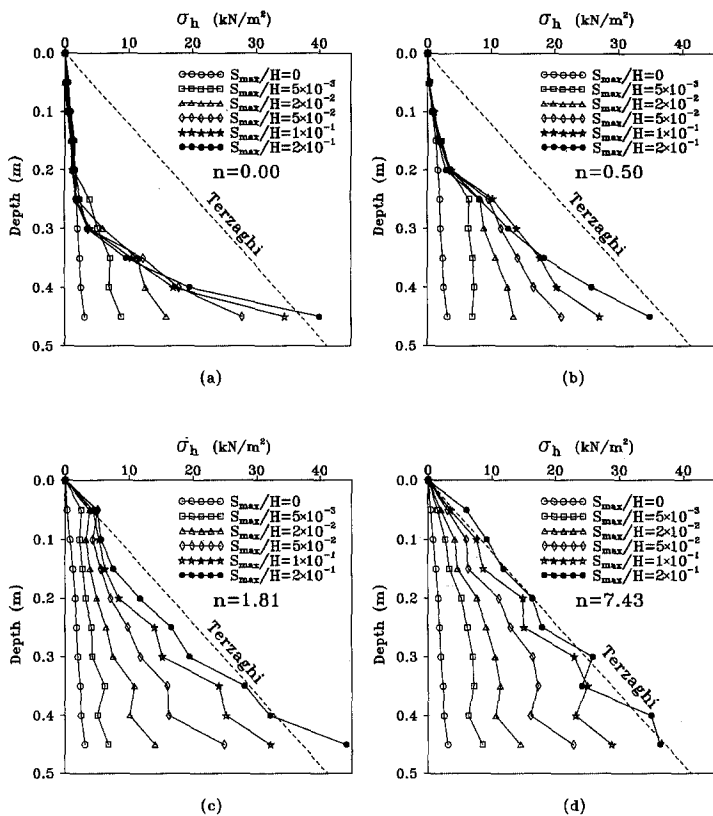 σh (kN/m²)
0 10 20 30 40
Depth (m)
0.0
0.1
0.2
0.3
0.4
0.5
Smax/H=0
Smax/H=5×10⁻³
Smax/H=2×10⁻²
Smax/H=5×10⁻²
Smax/H=1×10⁻¹
Smax/H=2×10⁻¹
n=0.00
Terzaghi
(a)
σh (kN/m²)
0 10 20 30 40
Depth (m)
0.0
0.1
0.2
0.3
0.4
0.5
Smax/H=0
Smax/H=5×10⁻³
Smax/H=2×10⁻²
Smax/H=5×10⁻²
Smax/H=1×10⁻¹
Smax/H=2×10⁻¹
n=0.50
Terzaghi
(b)
σh (kN/m²)
0 10 20 30 40
Depth (m)
0.0
0.1
0.2
0.3
0.4
0.5
Smax/H=0
Smax/H=5×10⁻³
Smax/H=2×10⁻²
Smax/H=5×10⁻²
Smax/H=1×10⁻¹
Smax/H=2×10⁻¹
n=1.81
Terzaghi
(c)
σh (kN/m²)
0 10 20 30 40
Depth (m)
0.0
0.1
0.2
0.3
0.4
0.5
Smax/H=0
Smax/H=5×10⁻³
Smax/H=2×10⁻²
Smax/H=5×10⁻²
Smax/H=1×10⁻¹
Smax/H=2×10⁻¹
n=7.43
Terzaghi
(d)